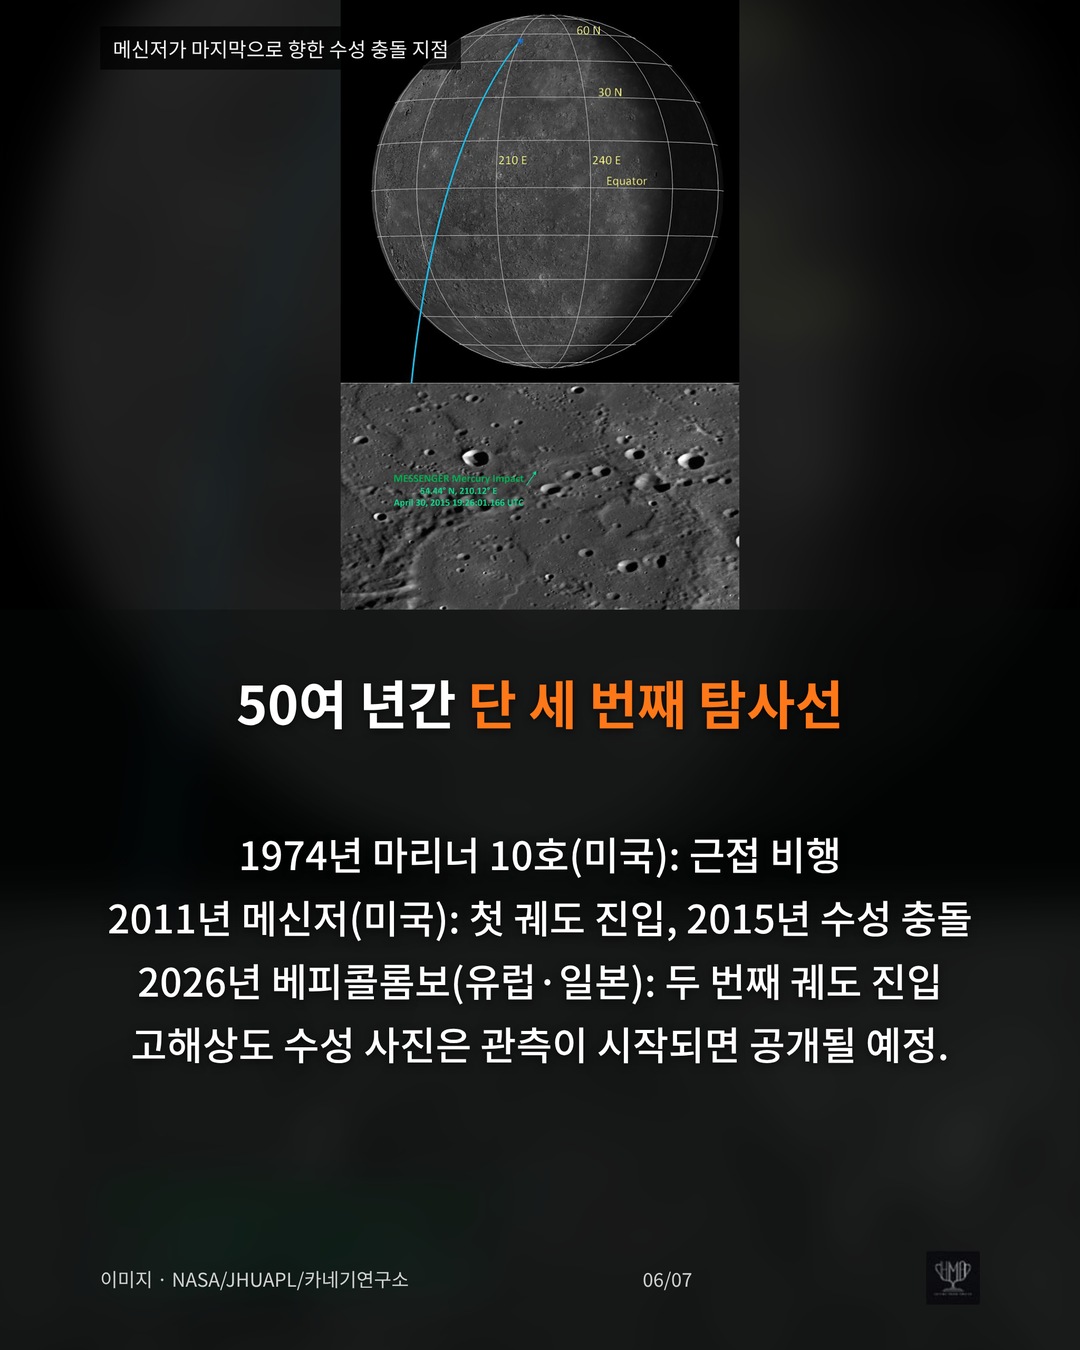 메신저가 마지막으로 향한 수성 충돌 지점
60 N
30 N
210 E
240 E
Equator
MESSENGER Mercury Impact
54.44° N, 210.12° E
April 30, 2015 19:26:01.166 UTC
50여 년간 단 세 번째 탐사선
1974년 마리너 10호(미국): 근접 비행
2011년 메신저(미국): 첫 궤도 진입, 2015년 수성 충돌
2026년 베피콜롬보(유럽·일본): 두 번째 궤도 진입
고해상도 수성 사진은 관측이 시작되면 공개될 예정.
이미지 · NASA/JHUAPL/카네기연구소
06/07